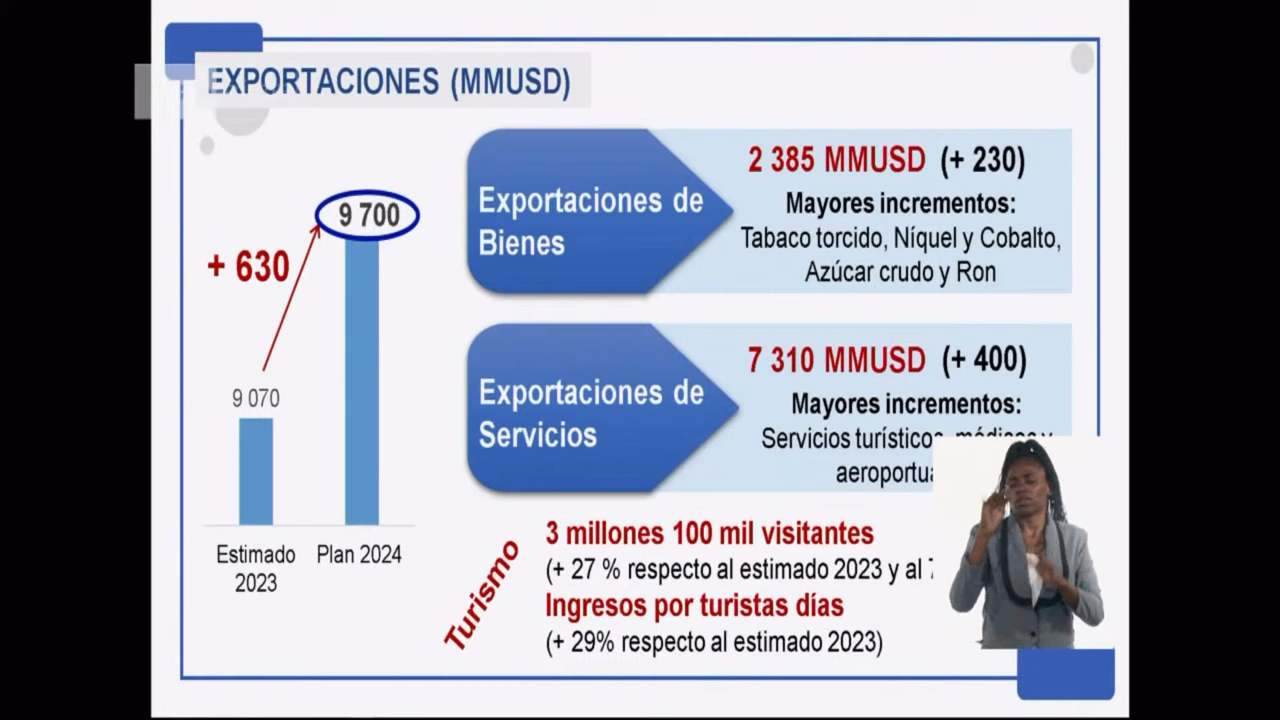 EXPORTACIONES (MMUSD)
9 700
+ 630
9 070
Estimado
2023
Plan 2024
Exportaciones de
Bienes
2 385 MMUSD (+ 230)
Mayores incrementos:
Tabaco torcido, Níquel y Cobalto,
Azúcar crudo y Ron
Exportaciones de
Servicios
7 310 MMUSD (+ 400)
Mayores incrementos:
Servicios turísticos, médicos y
Turismo
3 millones 100 mil visitantes
(+ 27 % respecto al estimado 2023 y al
Ingresos por turistas días
(+ 29% respecto al estimado 2023)